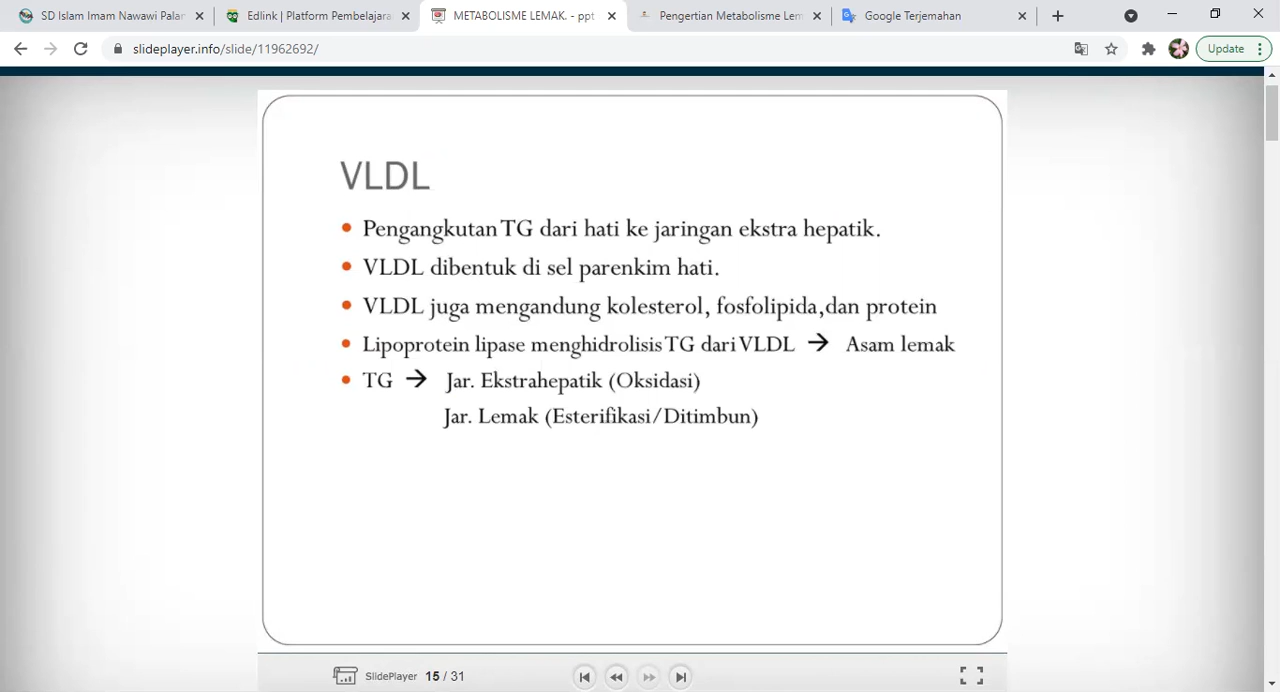 SD Islam Imam Nawawi Palan
Edlink | Platform Pembelajara
METABOLISME LEMAK. - ppt
Pengertian Metabolisme Lem
Google Terjemahan
slideplayer.info/slide/11962692/
Update
VLDL
• Pengangkutan TG dari hati ke jaringan ekstra hepatik.
• VLDL dibentuk di sel parenkim hati.
• VLDL juga mengandung kolesterol, fosfolipida,dan protein
• Lipoprotein lipase menghidrolisis TG dari VLDL → Asam lemak
• TG → Jar. Ekstrahepatik (Oksidasi)
Jar. Lemak (Esterifikasi/Ditimbun)
SlidePlayer 15 / 31